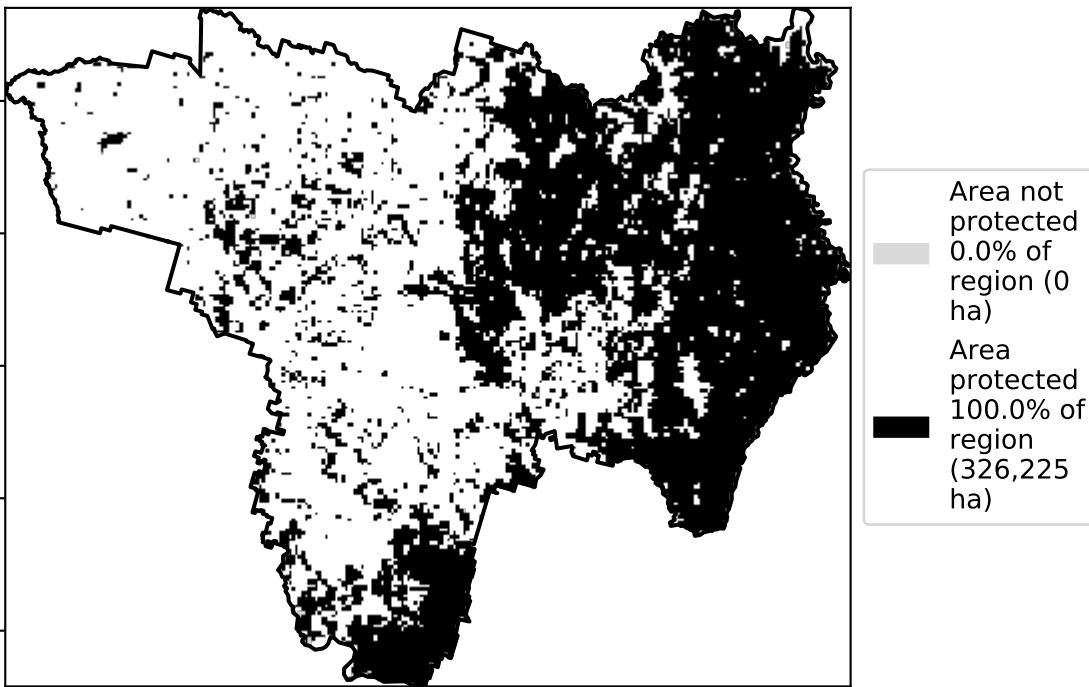 Area not
protected
0.0% of
region (0
ha)
Area
protected
100.0% of
region
(326,225
ha)